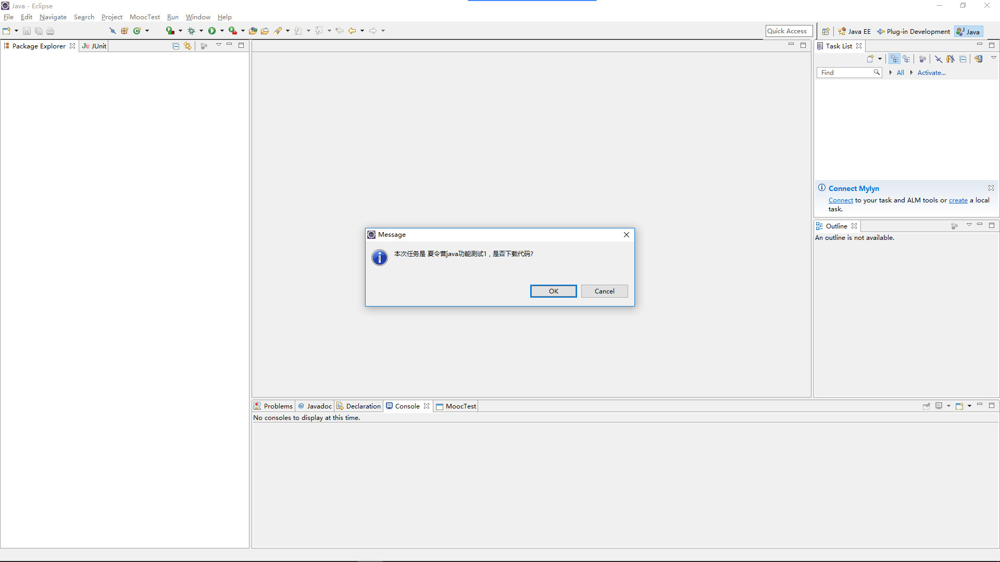 Java - Eclipse
File Edit Navigate Search Project MoocTest Run Window Help
Quick Access
Java EE
Plug-in Development
Java
Package Explorer
JUnit
Task List
Find
All
Activate...
Connect Mylyn
Connect to your task and ALM tools or create a local
task.
Outline
An outline is not available.
Message
本次任务是 夏令营java功能测试1，是否下载代码?
OK
Cancel
Problems
Javadoc
Declaration
Console
MoocTest
No consoles to display at this time.